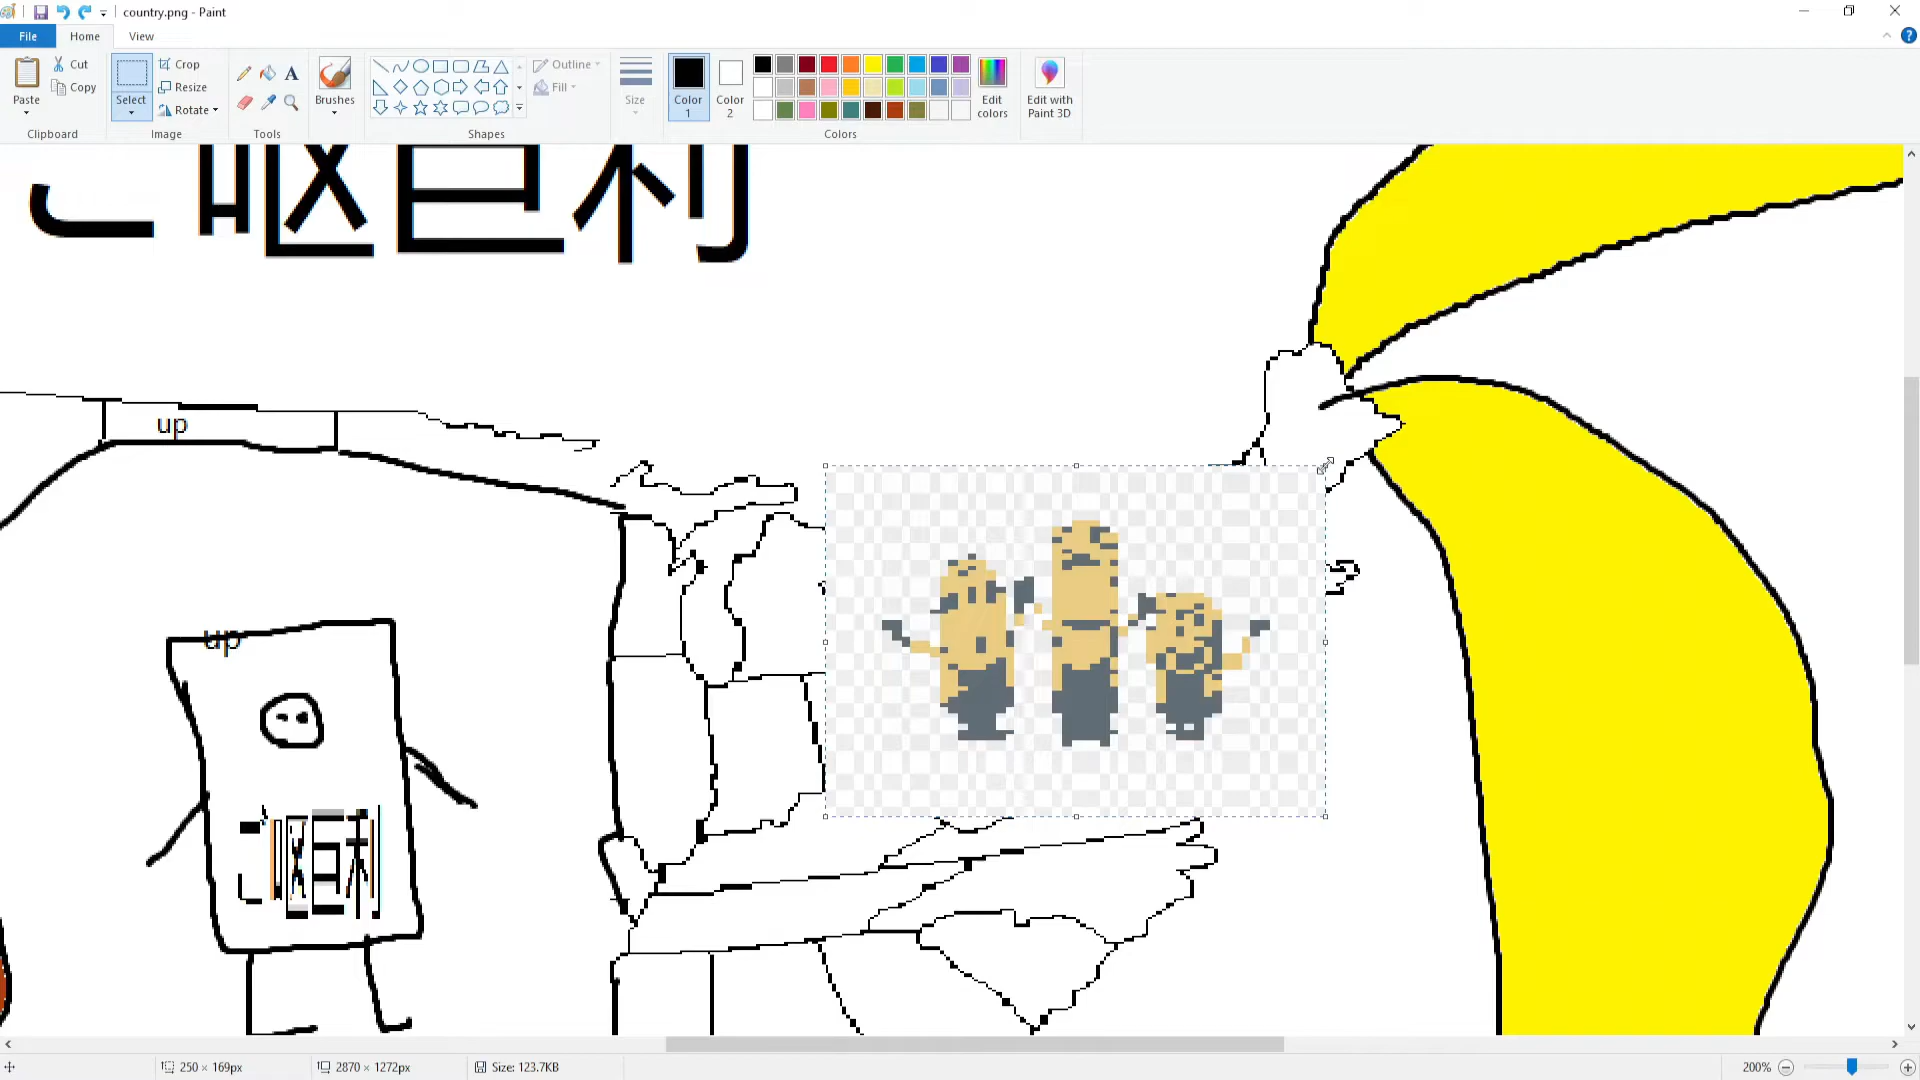 country.png - Paint
File Home View
Paste
Cut
Copy
Clipboard
Select
Crop
Resize
Rotate
Image
Tools
Brushes
Shapes
Outline
Fill
Size
Color 1
Color 2
Colors
Edit colors
Edit with Paint 3D
up
up
250 × 169px
2870 × 1272px
Size: 123.7KB
200%